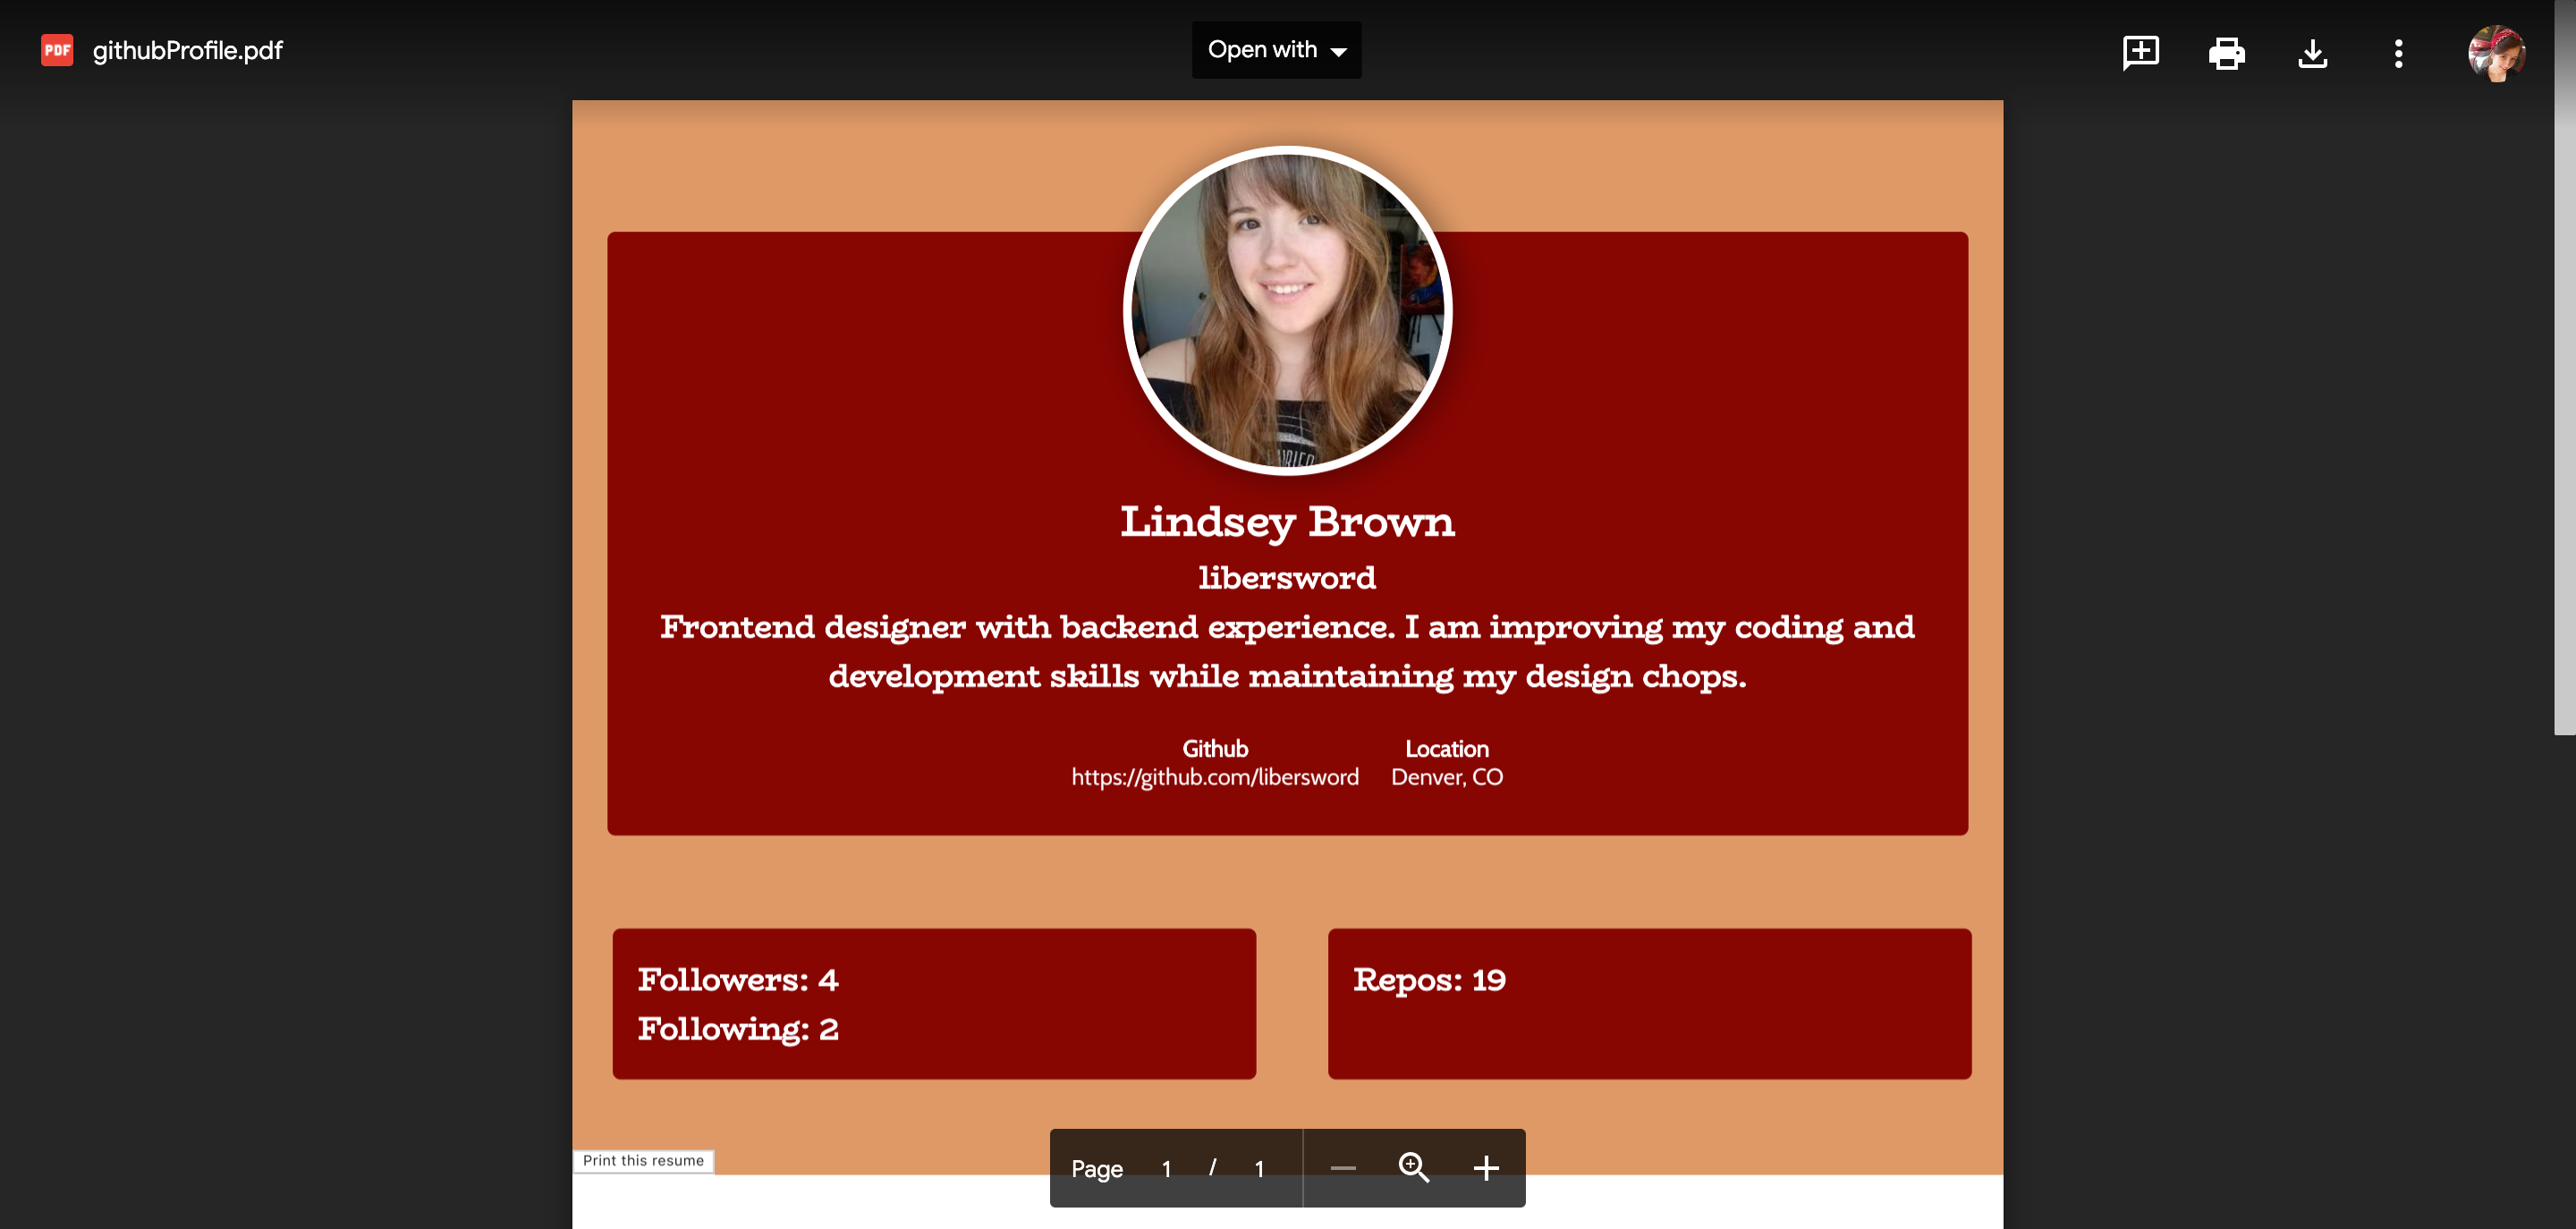 PDF githubProfile.pdf
Open with
Lindsey Brown
libersword
Frontend designer with backend experience. I am improving my coding and
development skills while maintaining my design chops.
Github
https://github.com/libersword
Location
Denver, CO
Followers: 4
Following: 2
Repos: 19
Print this resume
Page 1 / 1